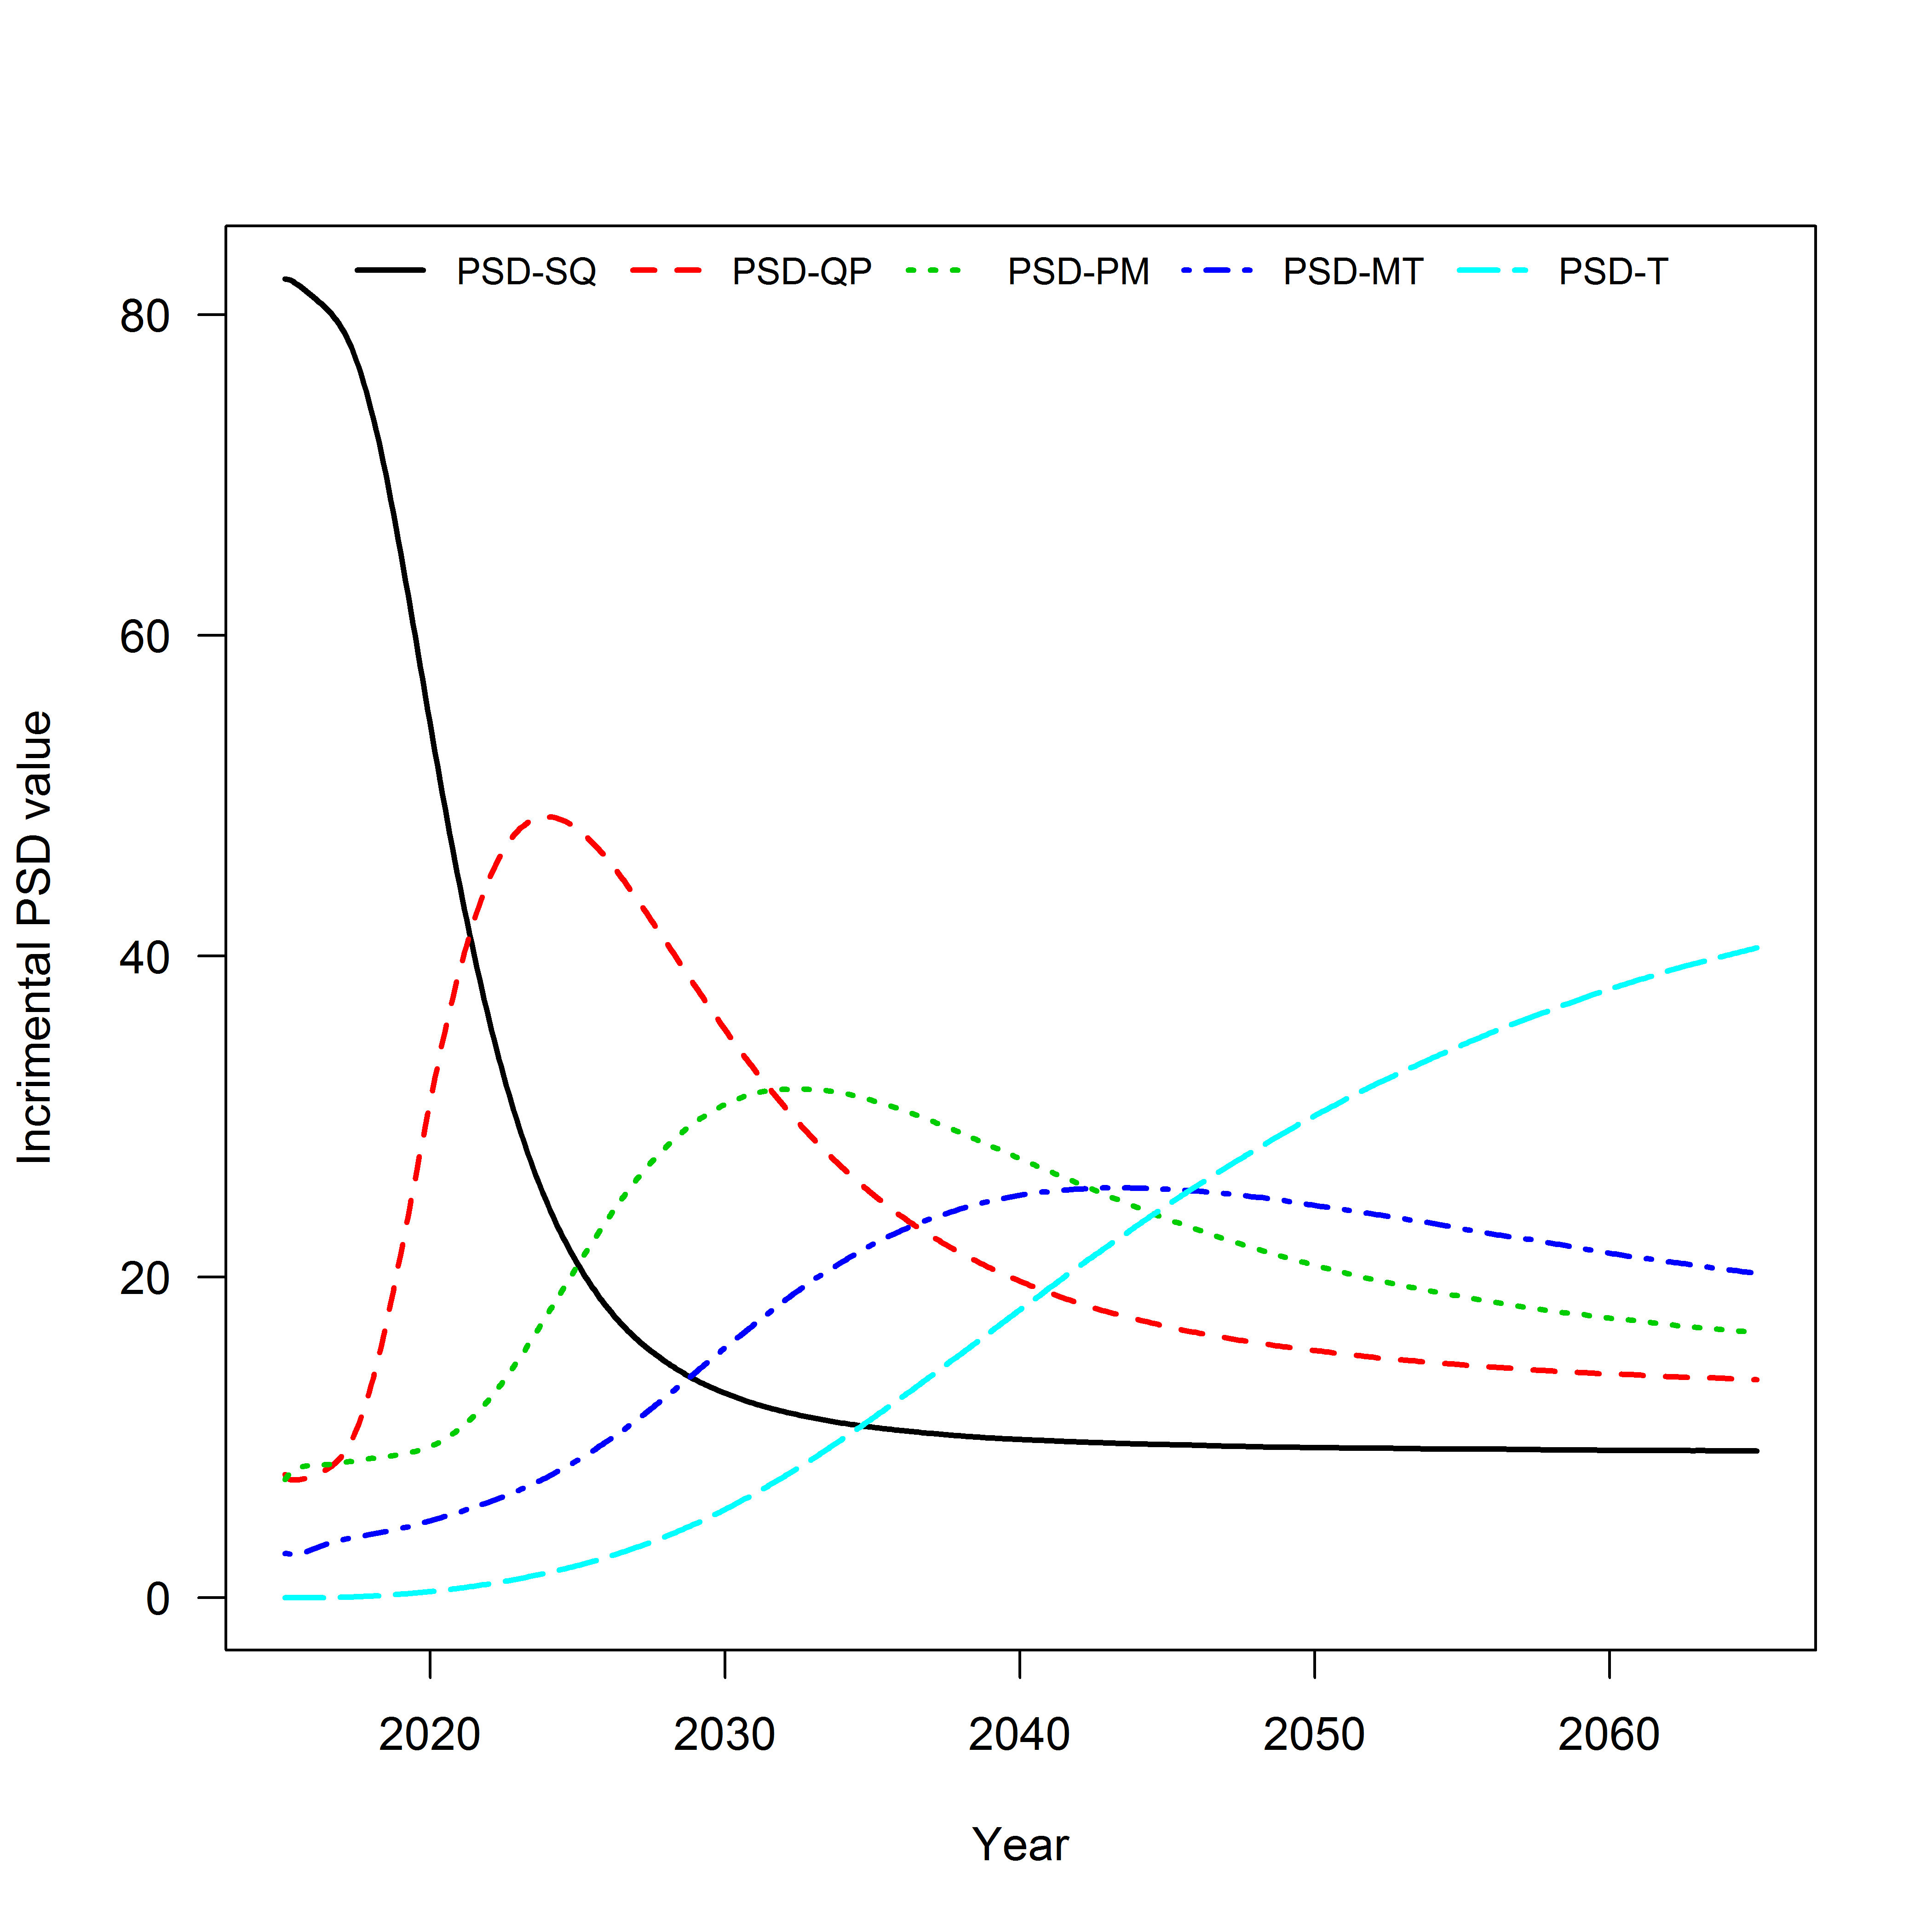 PSD-SQ PSD-QP PSD-PM PSD-MT PSD-T
80
60
40
20
0
Incrimental PSD value
2020 2030 2040 2050 2060
Year